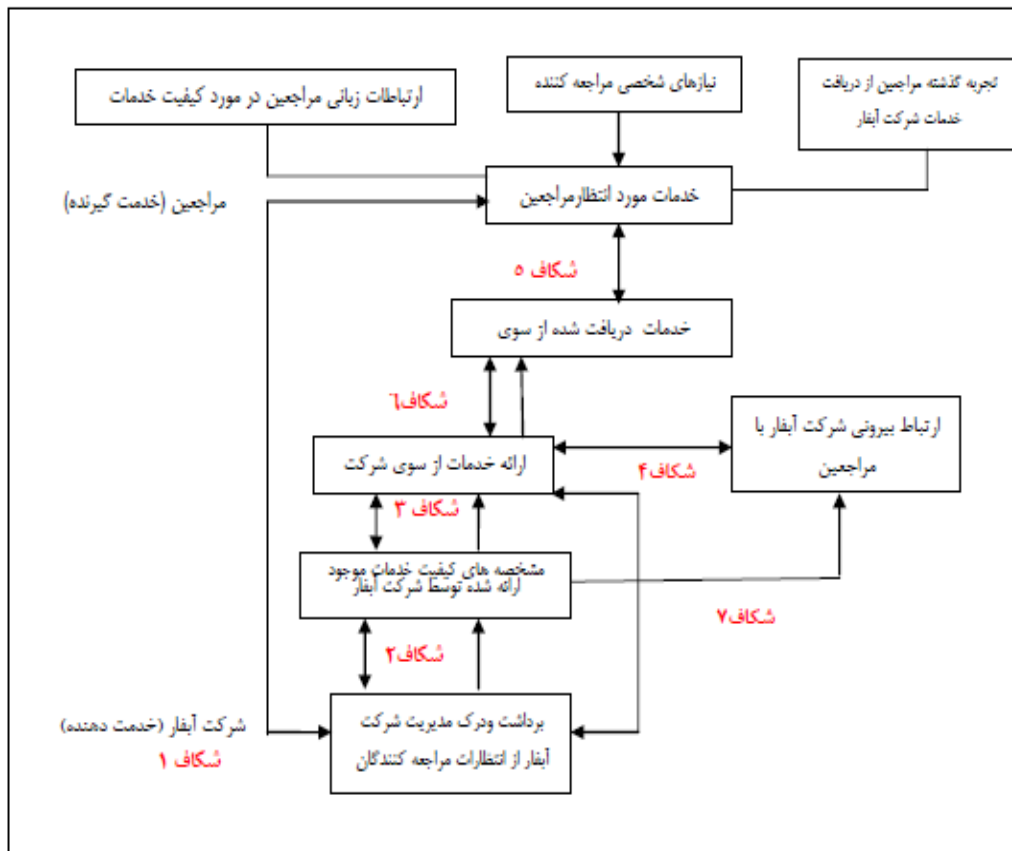 نیازهای شخصی مراجعه کننده
تجربه گذشته مراجعین از دریافت
خدمات شرکت آبفار
ارتباطات زبانی مراجعین در مورد کیفیت خدمات
خدمات مورد انتظارمراجعین
مراجعین (خدمت گیرنده)
شکاف ۵
خدمات دریافت شده از سوی
شکاف۶
ارتباط بیرونی شرکت آبفار با
مراجعین
ارائه خدمات از سوی شرکت
شکاف۴
شکاف ۳
مشخصه های کیفیت خدمات موجود
ارائه شده توسط شرکت آبفار
شکاف۷
شکاف۲
برداشت ودرک مدیریت شرکت
آبفار از انتظارات مراجعه کنندگان
شرکت آبفار (خدمت دهنده)
شکاف ۱